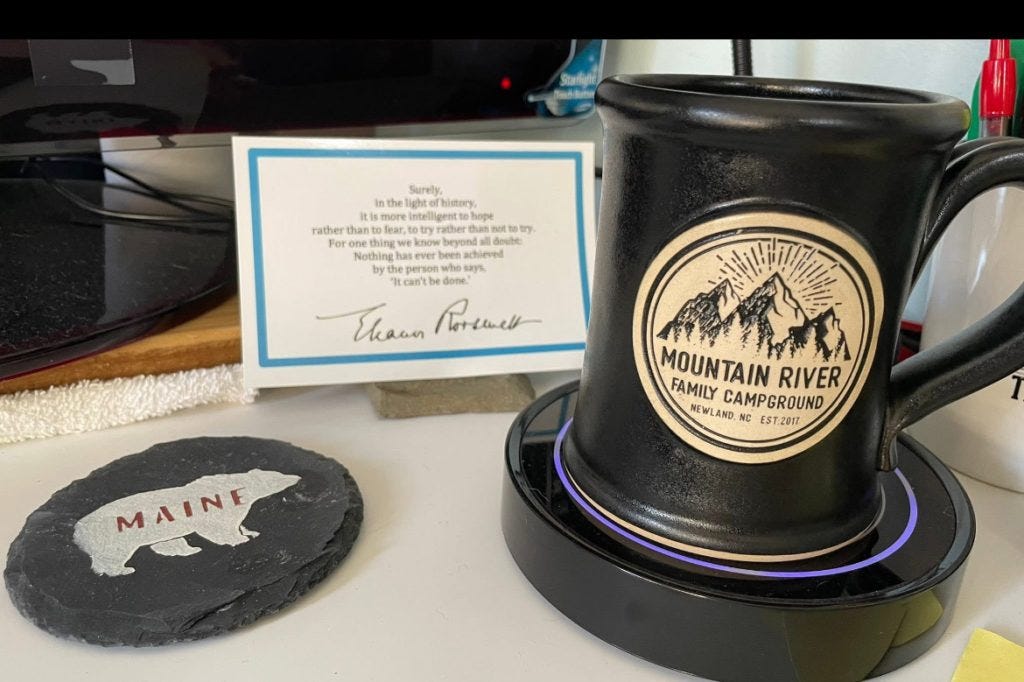 Starlight
Surely,
in the light of history,
it is more intelligent to hope
rather than to fear, to try rather than not to try.
For one thing we know beyond all doubt:
Nothing has ever been achieved
by the person who says,
'It can't be done.'
Eleanor Roosevelt
MOUNTAIN RIVER
FAMILY CAMPGROUND
NEWLAND, NC EST. 2017
MAINE